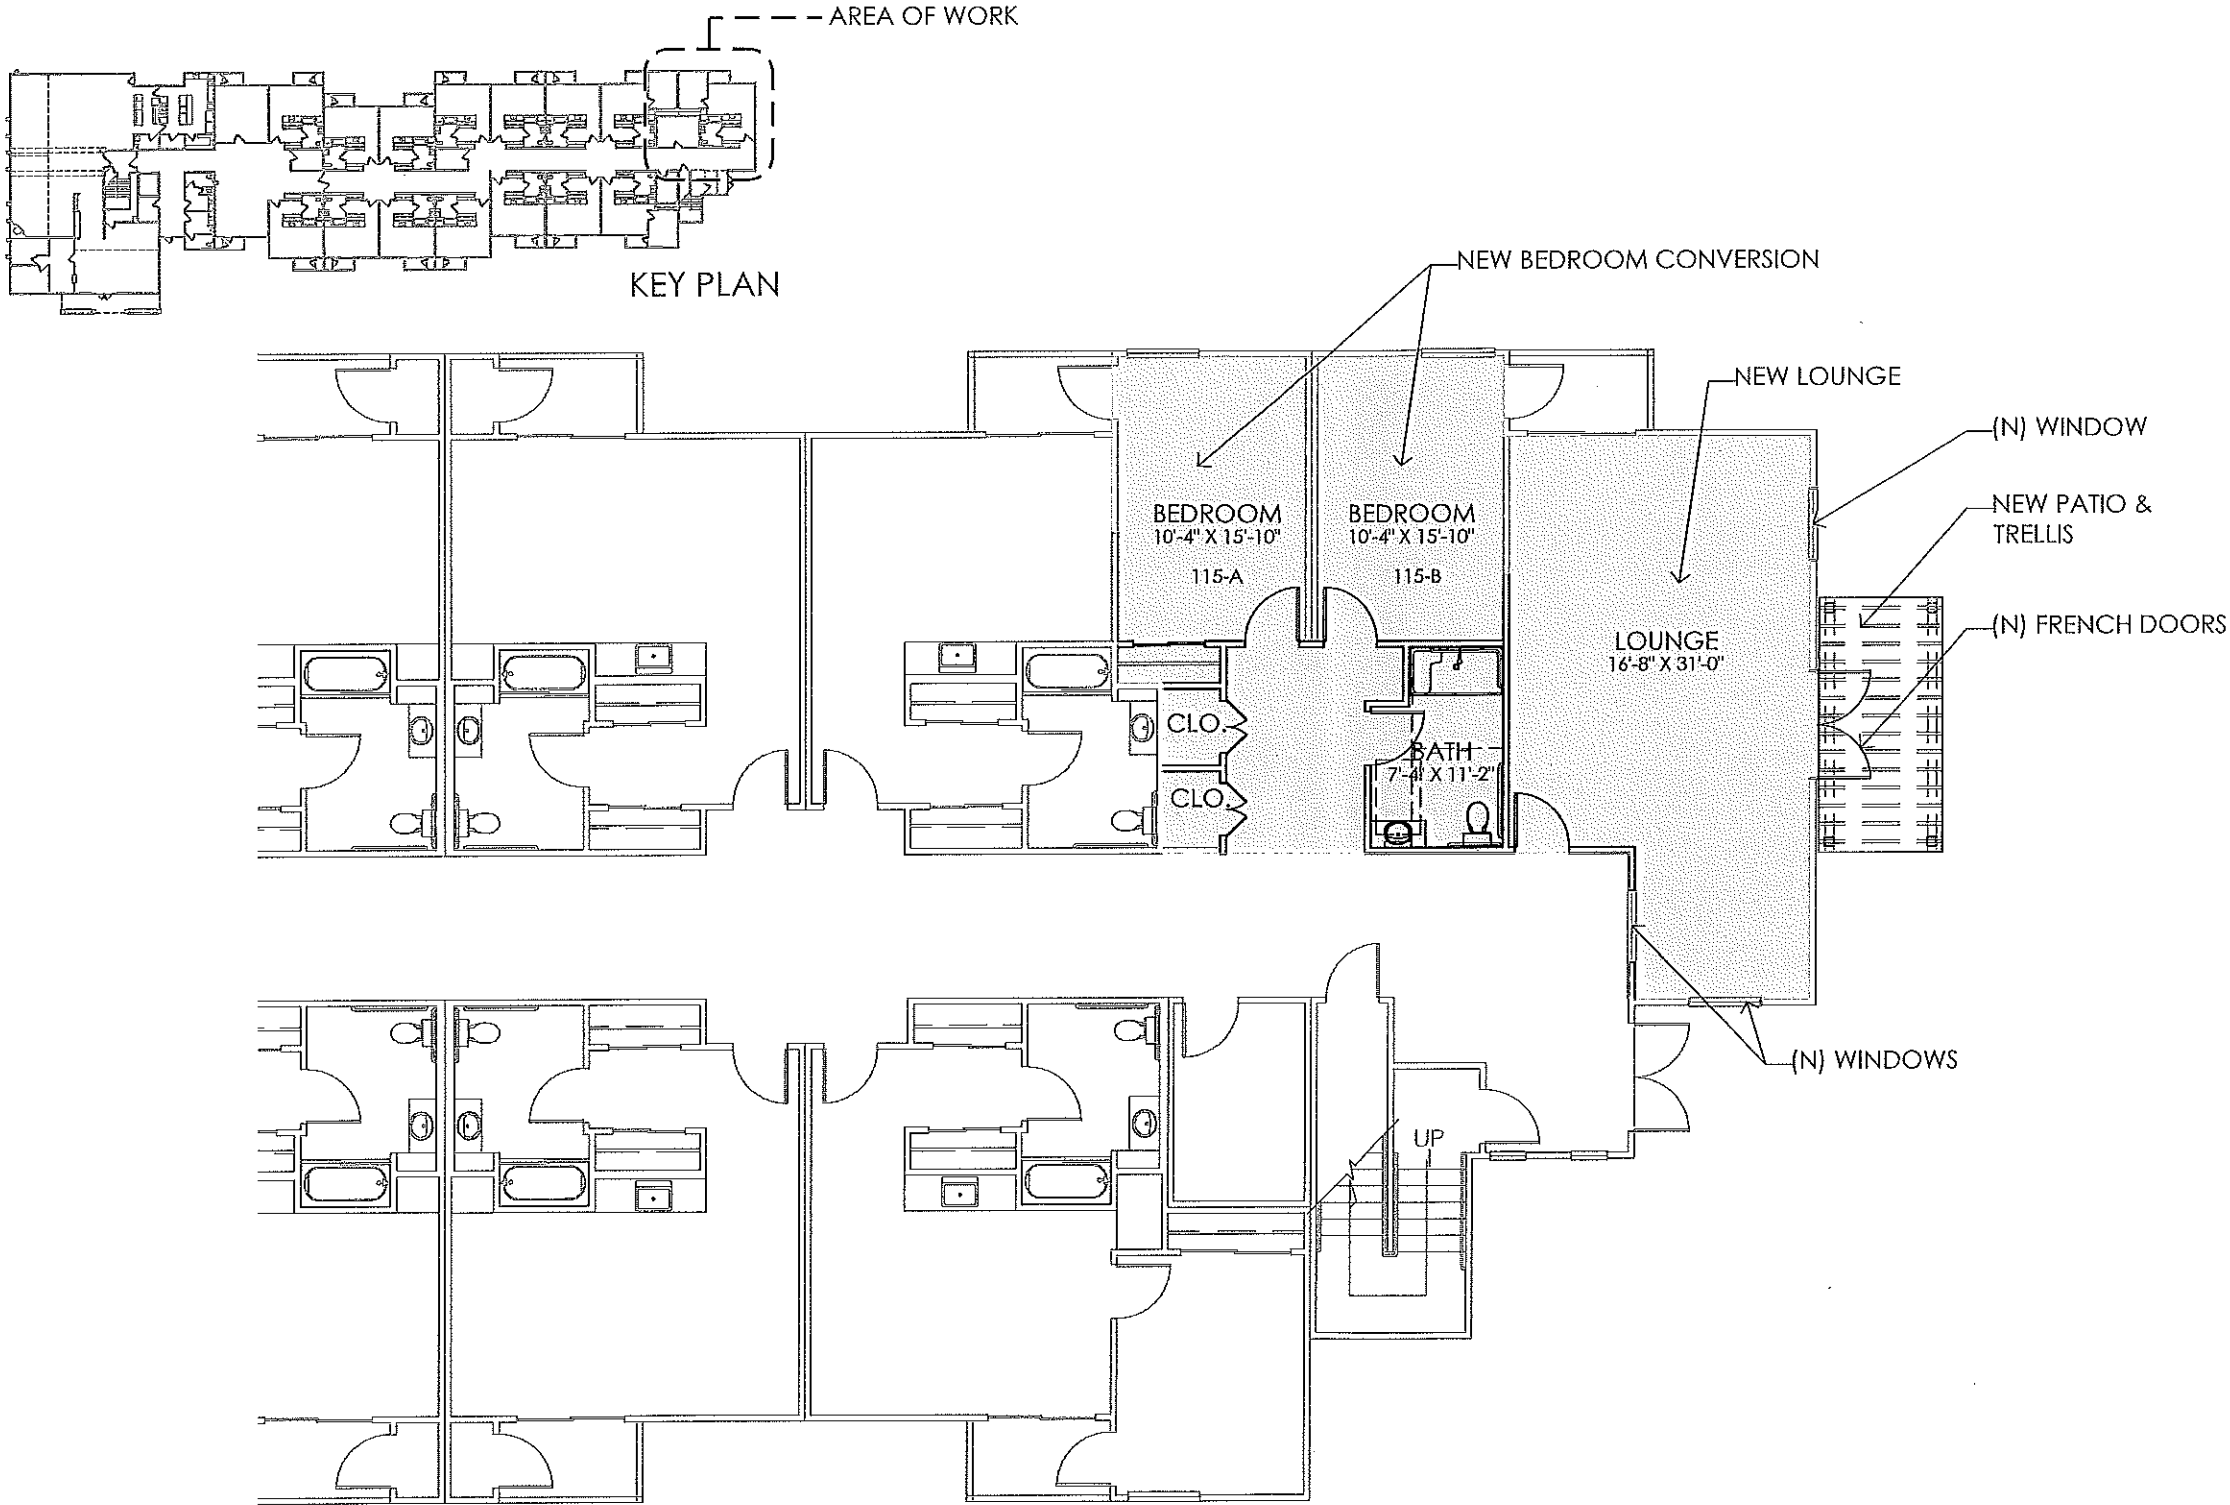 AREA OF WORK
KEY PLAN
NEW BEDROOM CONVERSION
NEW LOUNGE
(N) WINDOW
NEW PATIO &
TRELLIS
(N) FRENCH DOORS
BEDROOM
10'-4" X 15'-10"
115-A
BEDROOM
10'-4" X 15'-10"
115-B
LOUNGE
16'-8" X 31'-0"
CLO.
BATH
7'-4" X 11'-2"
CLO.
(N) WINDOWS
UP